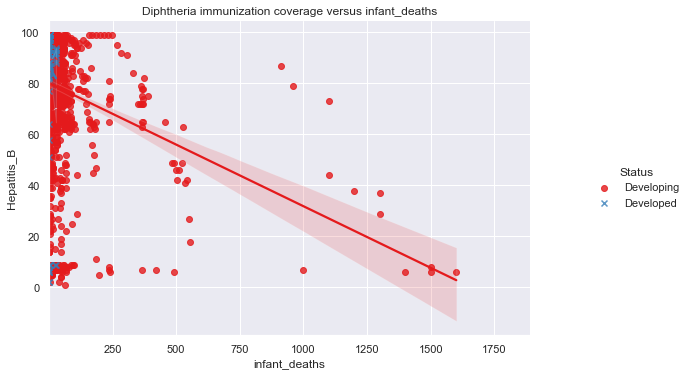 Diphtheria immunization coverage versus infant_deaths
100
80
60
40
20
0
Hepatitis_B
250
500
750
1000
1250
1500
1750
infant_deaths
Status
Developing
Developed